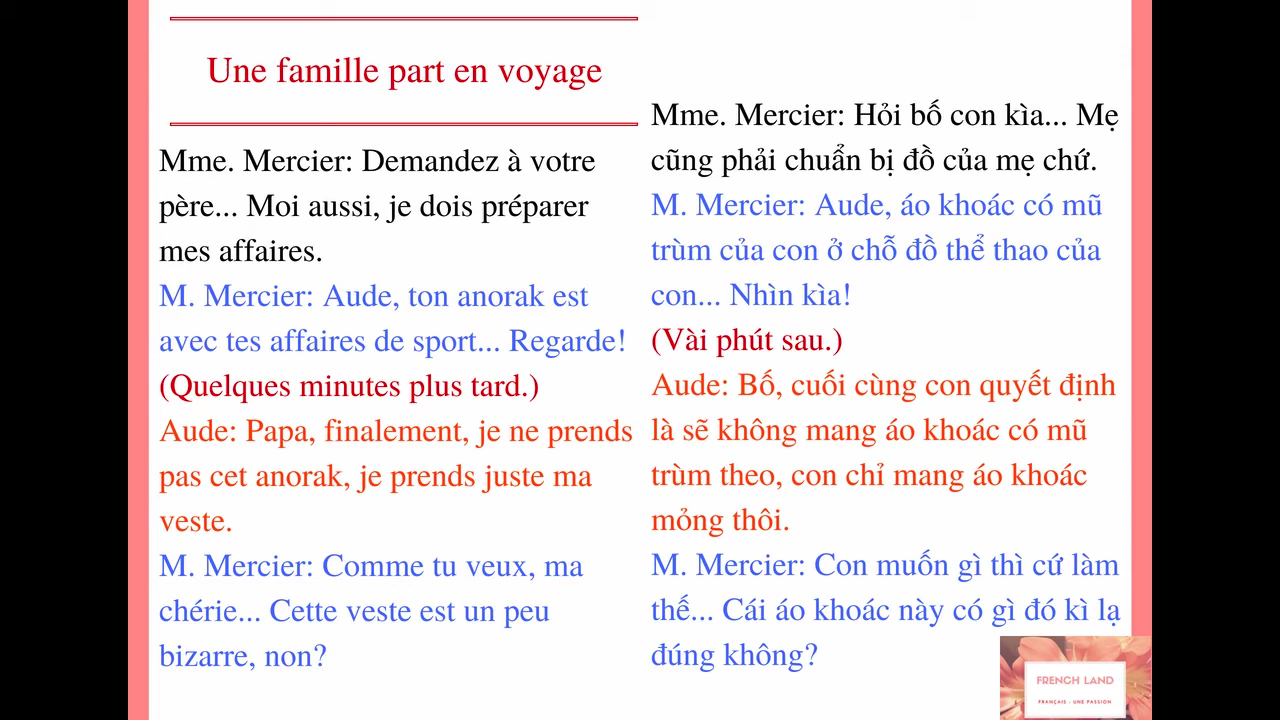 Une famille part en voyage
Mme. Mercier: Demandez à votre
père... Moi aussi, je dois préparer
mes affaires.
M. Mercier: Aude, ton anorak est
avec tes affaires de sport... Regarde!
(Quelques minutes plus tard.)
Aude: Papa, finalement, je ne prends
pas cet anorak, je prends juste ma
veste.
M. Mercier: Comme tu veux, ma
chérie... Cette veste est un peu
bizarre, non?
Mme. Mercier: Hỏi bố con kìa... Mẹ
cũng phải chuẩn bị đồ của mẹ chứ.
M. Mercier: Aude, áo khoác có mũ
trùm của con ở chỗ đồ thể thao của
con... Nhìn kìa!
(Vài phút sau.)
Aude: Bố, cuối cùng con quyết định
là sẽ không mang áo khoác có mũ
trùm theo, con chỉ mang áo khoác
mỏng thôi.
M. Mercier: Con muốn gì thì cứ làm
thế... Cái áo khoác này có gì đó kì lạ
đúng không?
FRENCH LAND
FRANÇAIS - UNE PASSION